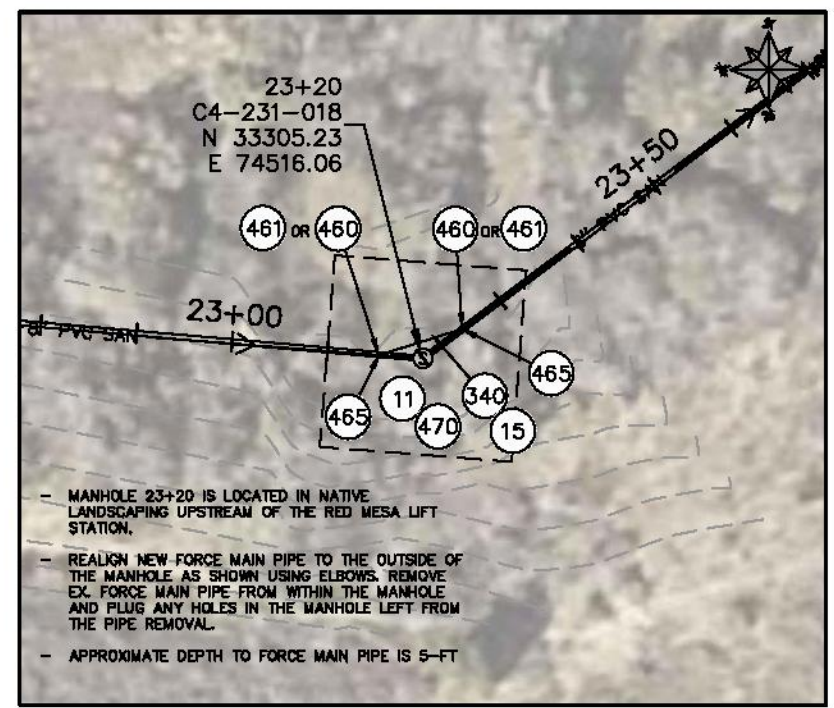 23+20
C4-231-018
N 33305.23
E 74516.06
23+50
461 OR 460
460 OR 461
23+00
PVC SAN
465
11
470
340
15
465
- MANHOLE 23+20 IS LOCATED IN NATIVE
LANDSCAPING UPSTREAM OF THE RED MESA LIFT
STATION.
- REALIGN NEW FORCE MAIN PIPE TO THE OUTSIDE OF
THE MANHOLE AS SHOWN USING ELBOWS. REMOVE
EX. FORCE MAIN PIPE FROM WITHIN THE MANHOLE
AND PLUG ANY HOLES IN THE MANHOLE LEFT FROM
THE PIPE REMOVAL.
- APPROXIMATE DEPTH TO FORCE MAIN PIPE IS 5-FT